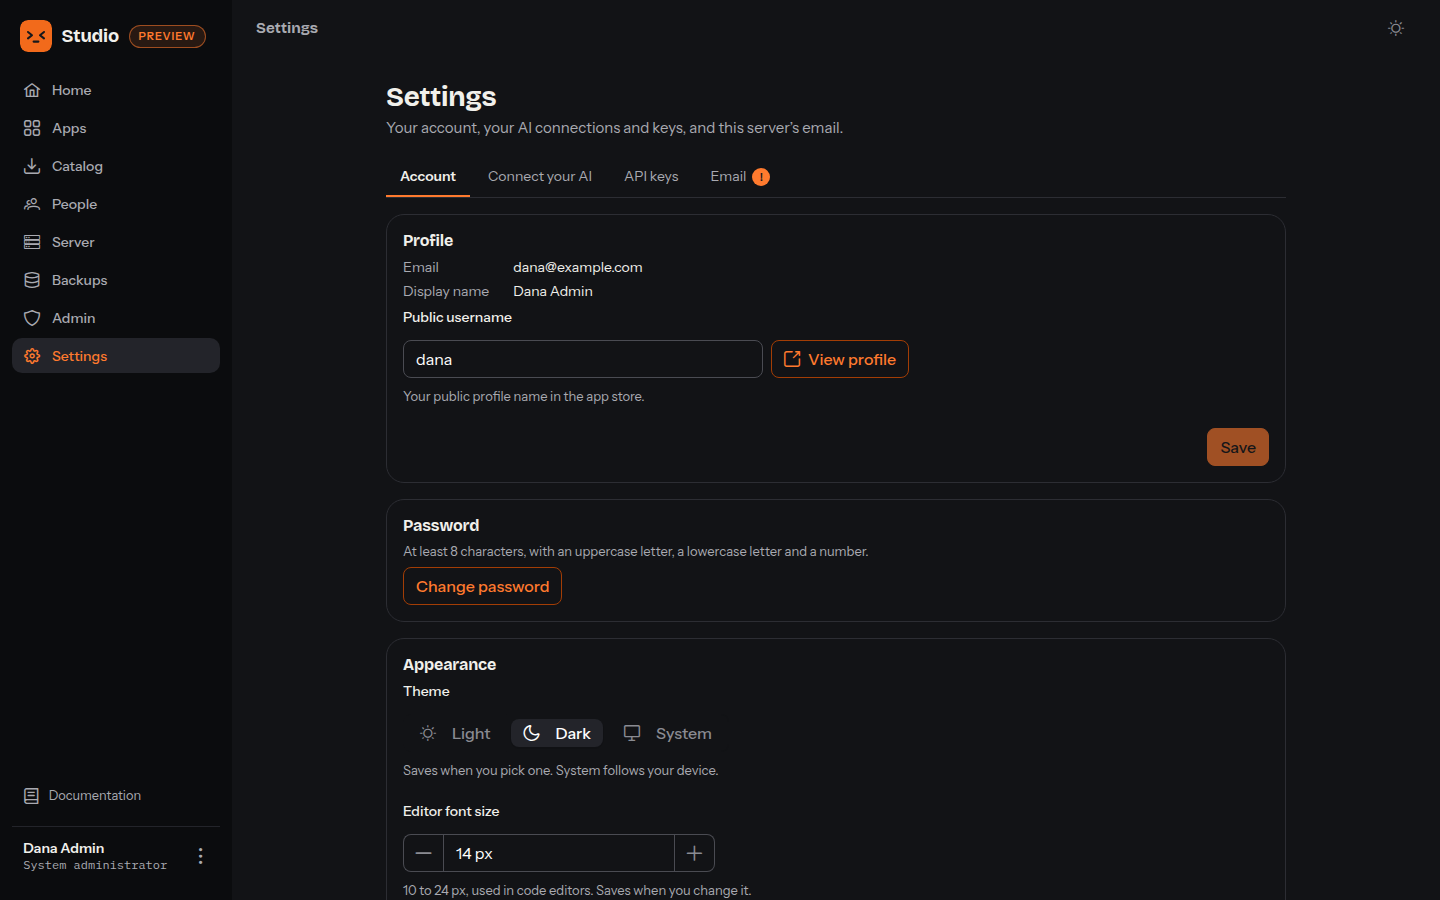 Studio PREVIEW
Home
Apps
Catalog
People
Server
Backups
Admin
Settings
Documentation
Dana Admin
System administrator
Settings
Settings
Your account, your AI connections and keys, and this server's email.
Account Connect your AI API keys Email !
Profile
Email dana@example.com
Display name Dana Admin
Public username
dana View profile
Your public profile name in the app store.
Save
Password
At least 8 characters, with an uppercase letter, a lowercase letter and a number.
Change password
Appearance
Theme
Light Dark System
Saves when you pick one. System follows your device.
Editor font size
14 px
10 to 24 px, used in code editors. Saves when you change it.